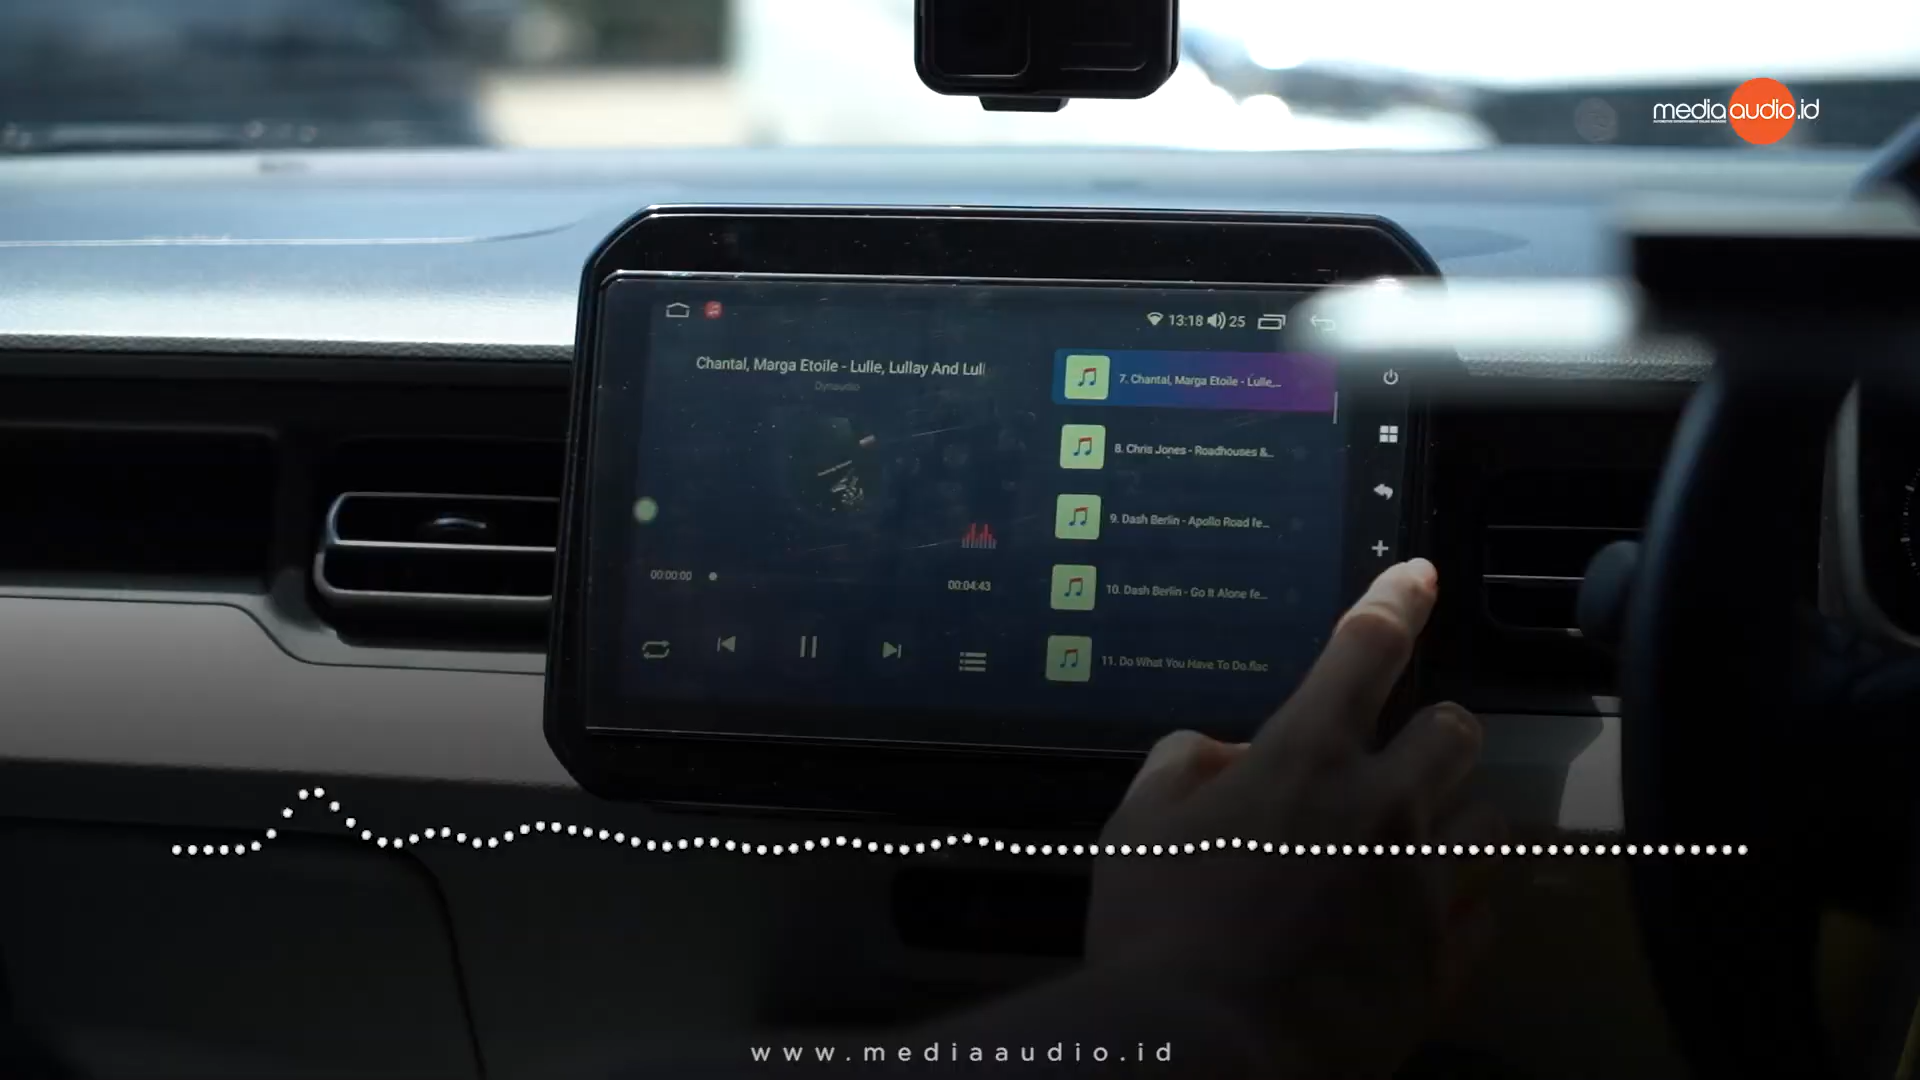 mediaaudio.id
13:18 25
Chantal, Marga Etoile - Lulle, Lullay And Lull
Dynaudio
7. Chantal, Marga Etoile - Lulle,...
8. Chris Jones - Roadhouses &...
9. Dash Berlin - Apollo Road fe...
10. Dash Berlin - Go It Alone fe...
11. Do What You Have To Do.flac
00:00:00
00:04:43
www.mediaaudio.id